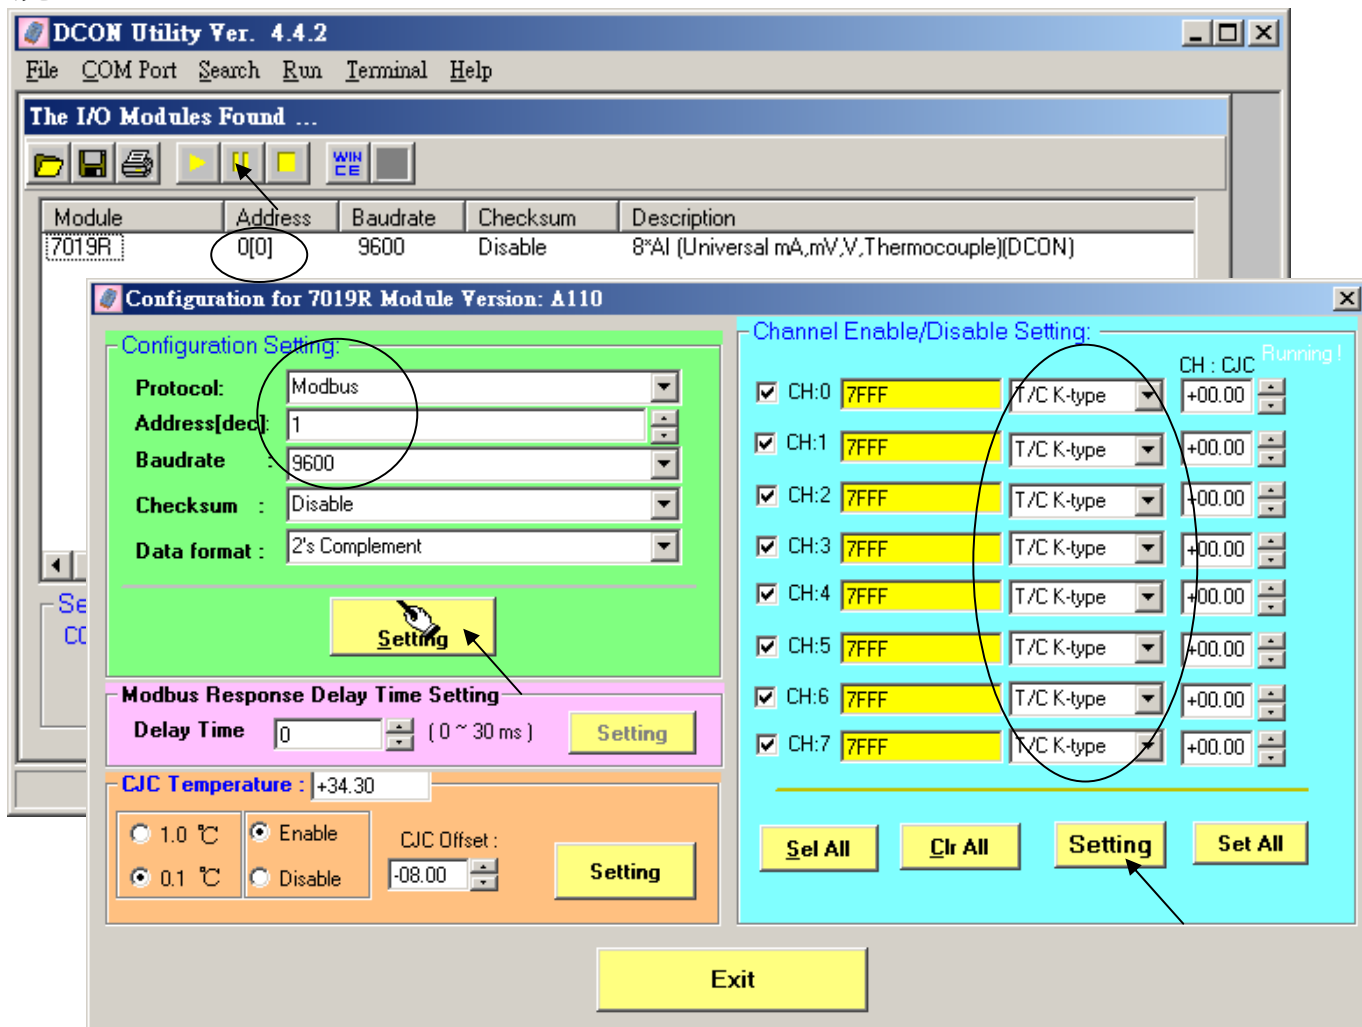 DCON Utility Ver. 4.4.2
File COM Port Search Run Terminal Help
The I/O Modules Found ...
WIN CE
Module Address Baudrate Checksum Description
7019R 0[0] 9600 Disable 8*AI (Universal mA,mV,V,Thermocouple)(DCON)
Configuration for 7019R Module Version: A110
Configuration Setting:
Protocol: Modbus
Address[dec]: 1
Baudrate : 9600
Checksum : Disable
Data format : 2's Complement
Setting
Modbus Response Delay Time Setting
Delay Time 0 ( 0 ~ 30 ms ) Setting
CJC Temperature : +34.30
1.0 ℃ Enable CJC Offset :
0.1 ℃ Disable -08.00 Setting
Channel Enable/Disable Setting:
CH : CJC Running !
CH:0 7FFF T/C K-type +00.00
CH:1 7FFF T/C K-type +00.00
CH:2 7FFF T/C K-type +00.00
CH:3 7FFF T/C K-type +00.00
CH:4 7FFF T/C K-type +00.00
CH:5 7FFF T/C K-type +00.00
CH:6 7FFF T/C K-type +00.00
CH:7 7FFF T/C K-type +00.00
Sel All Clr All Setting Set All
Exit